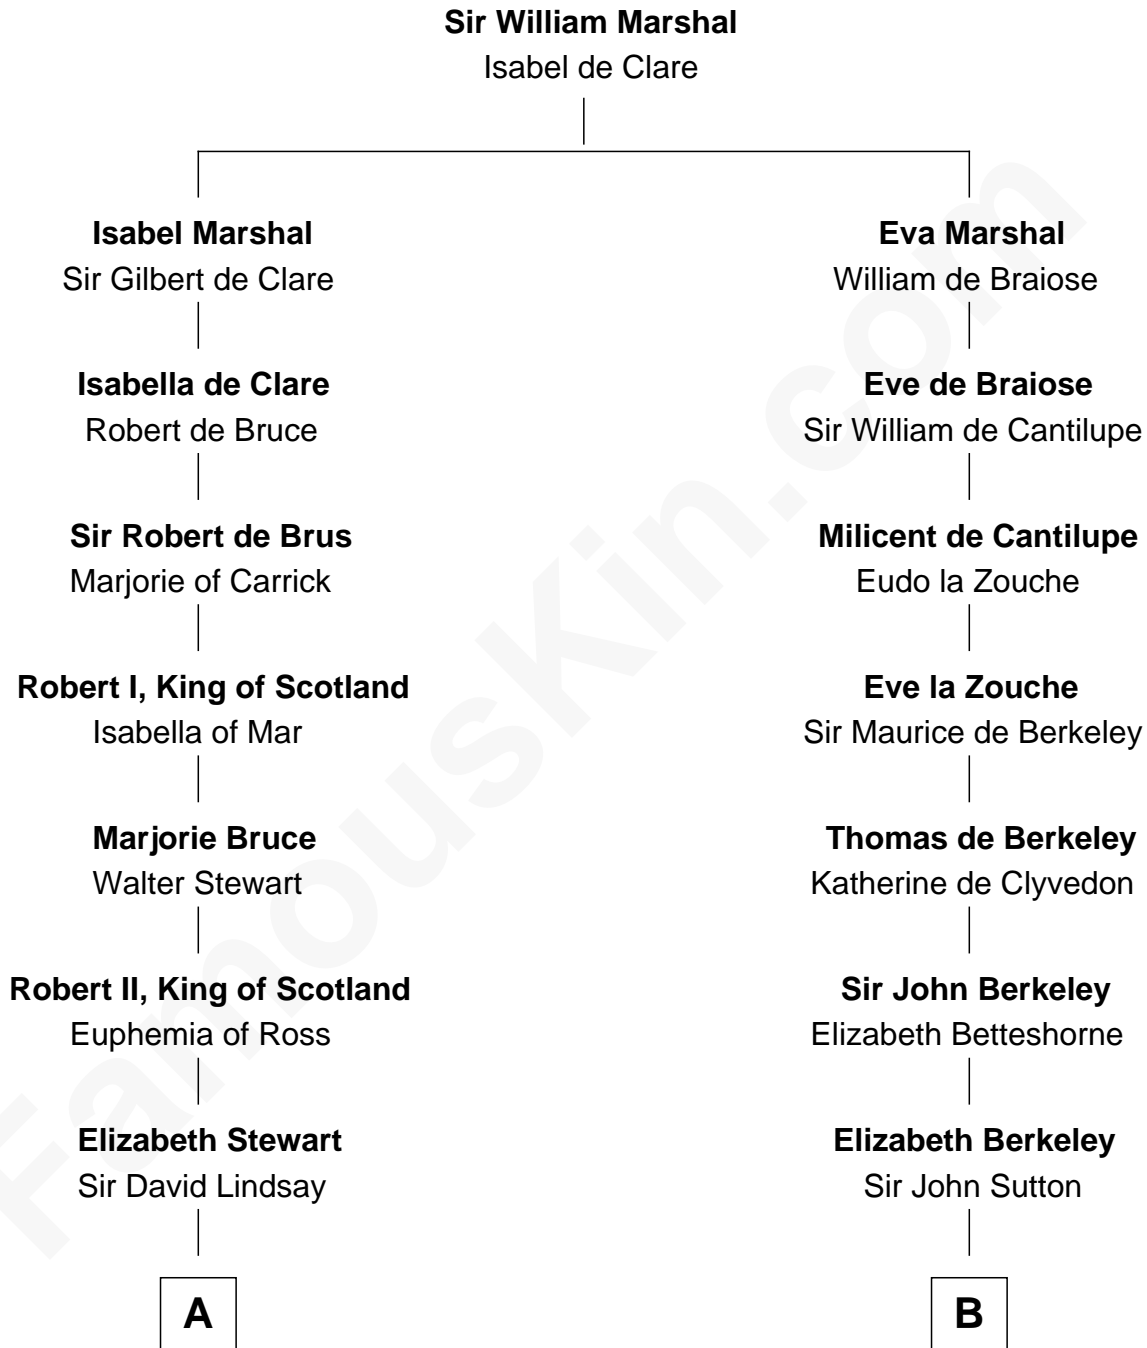 Sir William Marshal
Isabel de Clare
Isabel Marshal
Sir Gilbert de Clare
Eva Marshal
William de Braiose
Isabella de Clare
Robert de Bruce
Eve de Braiose
Sir William de Cantilupe
Sir Robert de Brus
Marjorie of Carrick
Milicent de Cantilupe
Eudo la Zouche
Robert I, King of Scotland
Isabella of Mar
Eve la Zouche
Sir Maurice de Berkeley
Marjorie Bruce
Walter Stewart
Thomas de Berkeley
Katherine de Clyvedon
Robert II, King of Scotland
Euphemia of Ross
Sir John Berkeley
Elizabeth Betteshorne
Elizabeth Stewart
Sir David Lindsay
Elizabeth Berkeley
Sir John Sutton
A
B
FamousKin.com